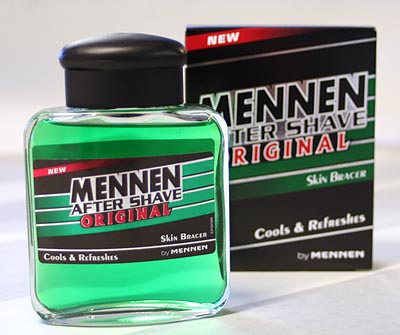 NEW
MENNEN
AFTER SHAVE
ORIGINAL
Skin Bracer
Cools & Refreshes
by MENNEN
NEW
MENNEN
AFTER SHAVE
RIGINAL
Skin Bracer
Cools & Refreshes
by MENNEN